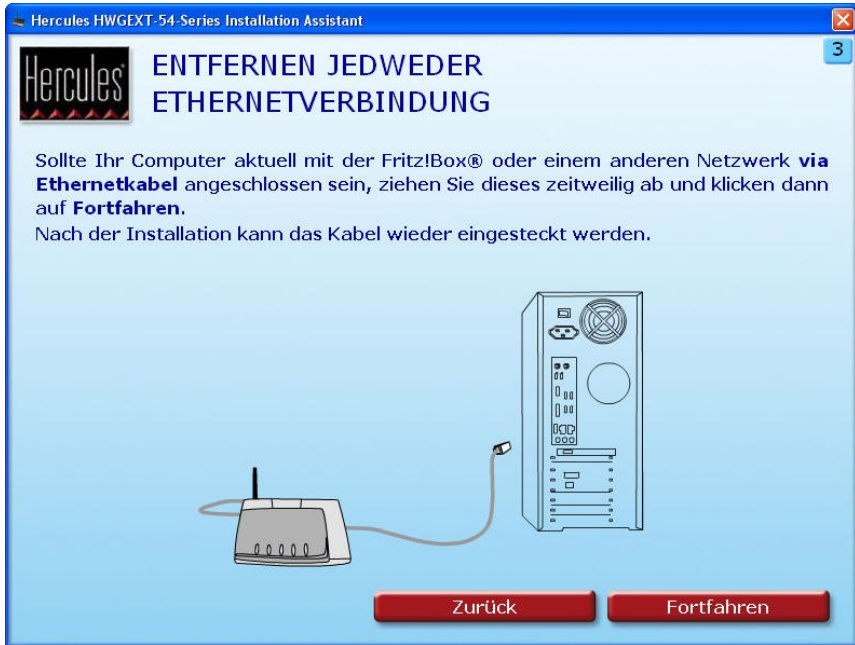 Hercules HWGEXT-54-Series Installation Assistant
3
Hercules®
ENTFERNEN JEDWEDER
ETHERNETVERBINDUNG
Sollte Ihr Computer aktuell mit der Fritz!Box® oder einem anderen Netzwerk via
Ethernetkabel angeschlossen sein, ziehen Sie dieses zeitweilig ab und klicken dann
auf Fortfahren.
Nach der Installation kann das Kabel wieder eingesteckt werden.
Zurück
Fortfahren